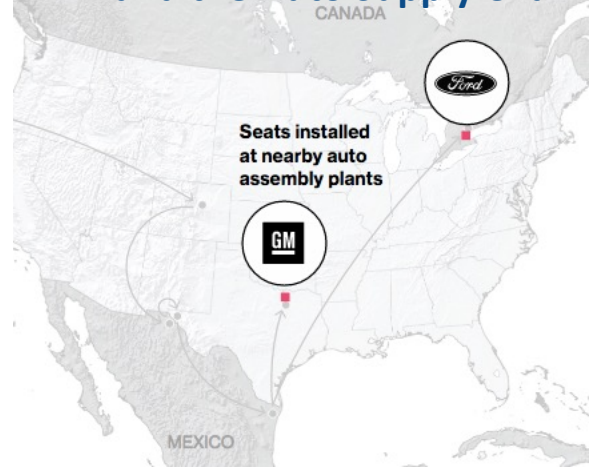 CANADA
Ford
Seats installed
at nearby auto
assembly plants
GM
MEXICO